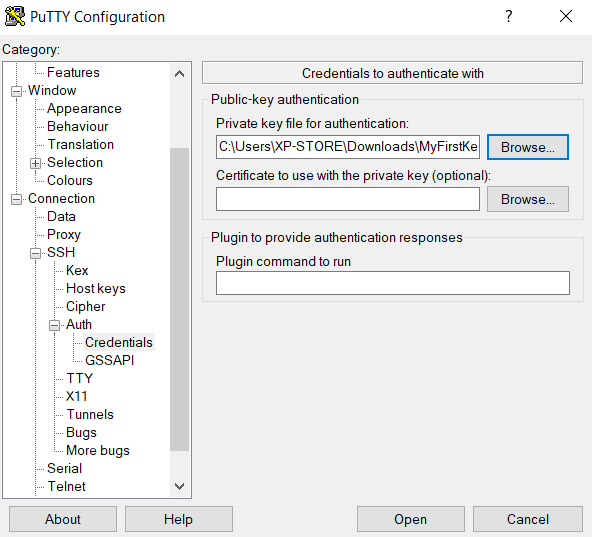 PuTTY Configuration
?
Category:
Features
Window
Appearance
Behaviour
Translation
Selection
Colours
Connection
Data
Proxy
SSH
Kex
Host keys
Cipher
Auth
Credentials
GSSAPI
TTY
X11
Tunnels
Bugs
More bugs
Serial
Telnet
Credentials to authenticate with
Public-key authentication
Private key file for authentication:
C:\Users\XP-STORE\Downloads\MyFirstKe Browse...
Certificate to use with the private key (optional):
Browse...
Plugin to provide authentication responses
Plugin command to run
About Help Open Cancel